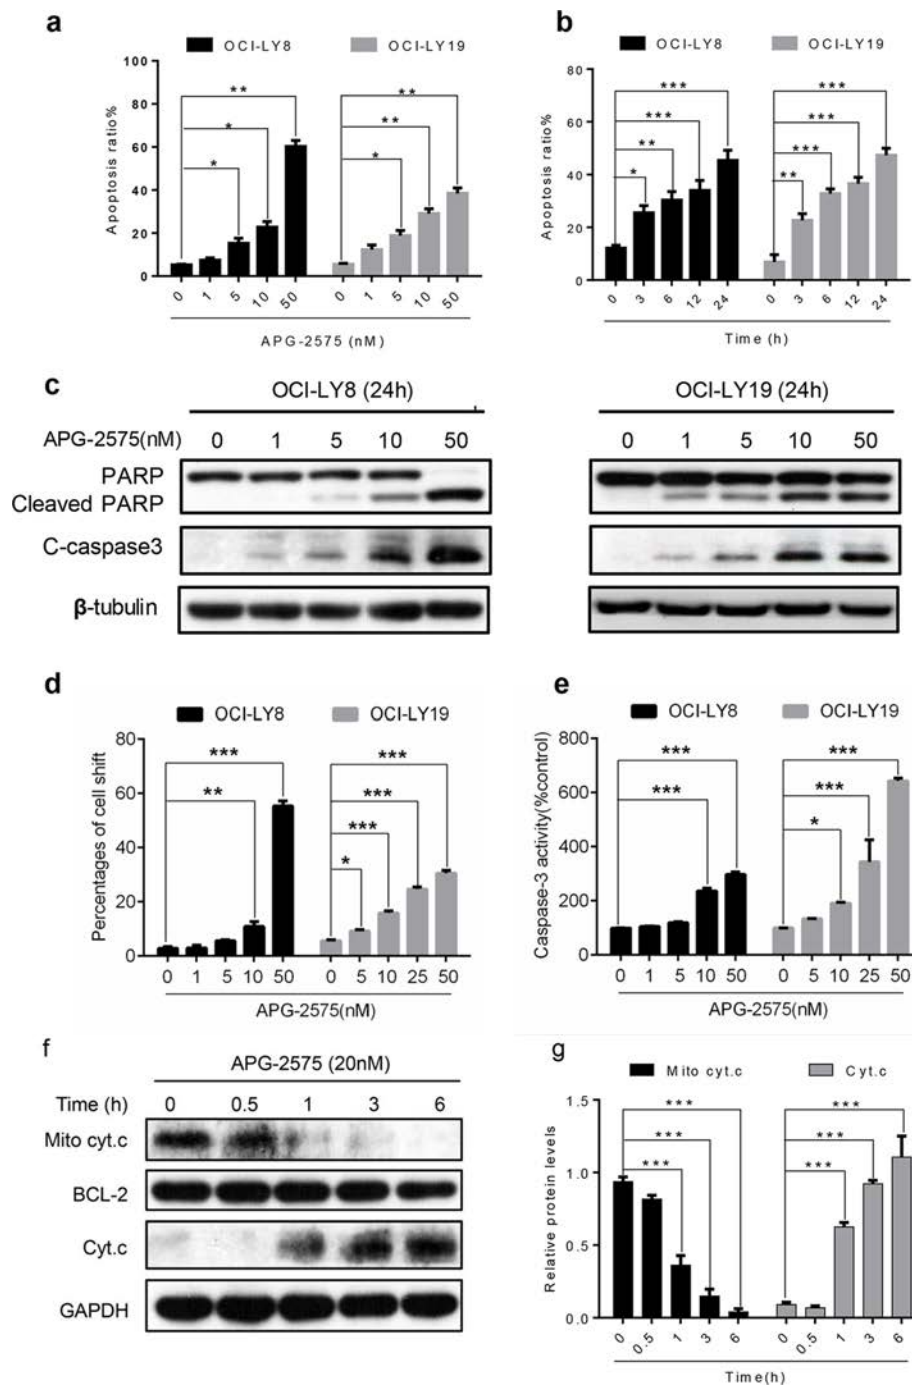 a
OCI-LY8 OCI-LY19
Apoptosis ratio%
100
80
60
40
20
0
** * * ** ** *
0 1 5 10 50 0 1 5 10 50
APG-2575 (nM)
b
OCI-LY8 OCI-LY19
Apoptosis ratio%
80
60
40
20
0
*** *** ** * *** *** *** **
0 3 6 12 24 0 3 6 12 24
Time (h)
c
OCI-LY8 (24h) OCI-LY19 (24h)
APG-2575(nM) 0 1 5 10 50 0 1 5 10 50
PARP
Cleaved PARP
C-caspase3
β-tubulin
d
OCI-LY8 OCI-LY19
Percentages of cell shift
80
60
40
20
0
*** ** *** *** *** *
0 1 5 10 50 0 5 10 25 50
APG-2575(nM)
e
OCI-LY8 OCI-LY19
Caspase-3 activity(%control)
800
600
400
200
0
*** *** *** *** *
0 1 5 10 50 0 5 10 25 50
APG-2575(nM)
f
APG-2575 (20nM)
Time (h) 0 0.5 1 3 6
Mito cyt.c
BCL-2
Cyt.c
GAPDH
g
Mito cyt.c Cyt.c
Relative protein levels
1.5
1.0
0.5
0.0
*** *** *** *** *** ***
0 0.5 1 3 6 0 0.5 1 3 6
Time(h)